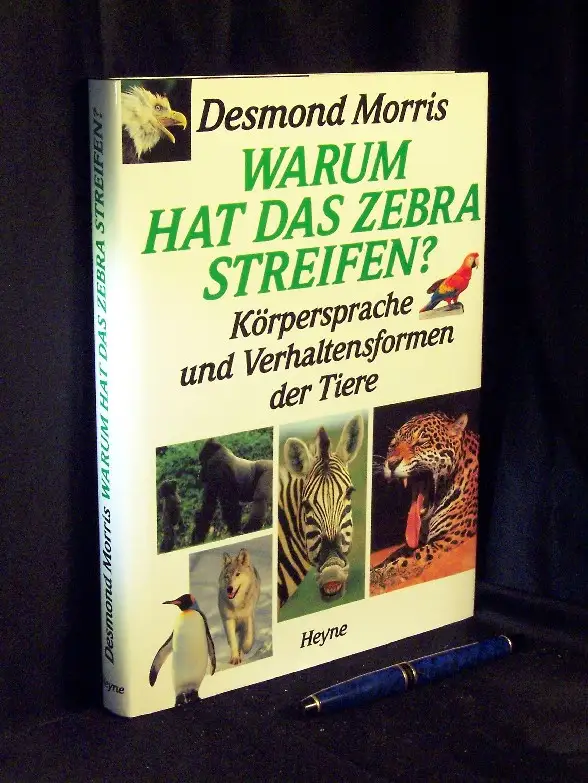 Desmond Morris
WARUM
HAT DAS ZEBRA
STREIFEN?
Körpersprache
und Verhaltensformen
der Tiere
Heyne
Desmond Morris WARUM HAT DAS ZEBRA STREIFEN?
Heyne